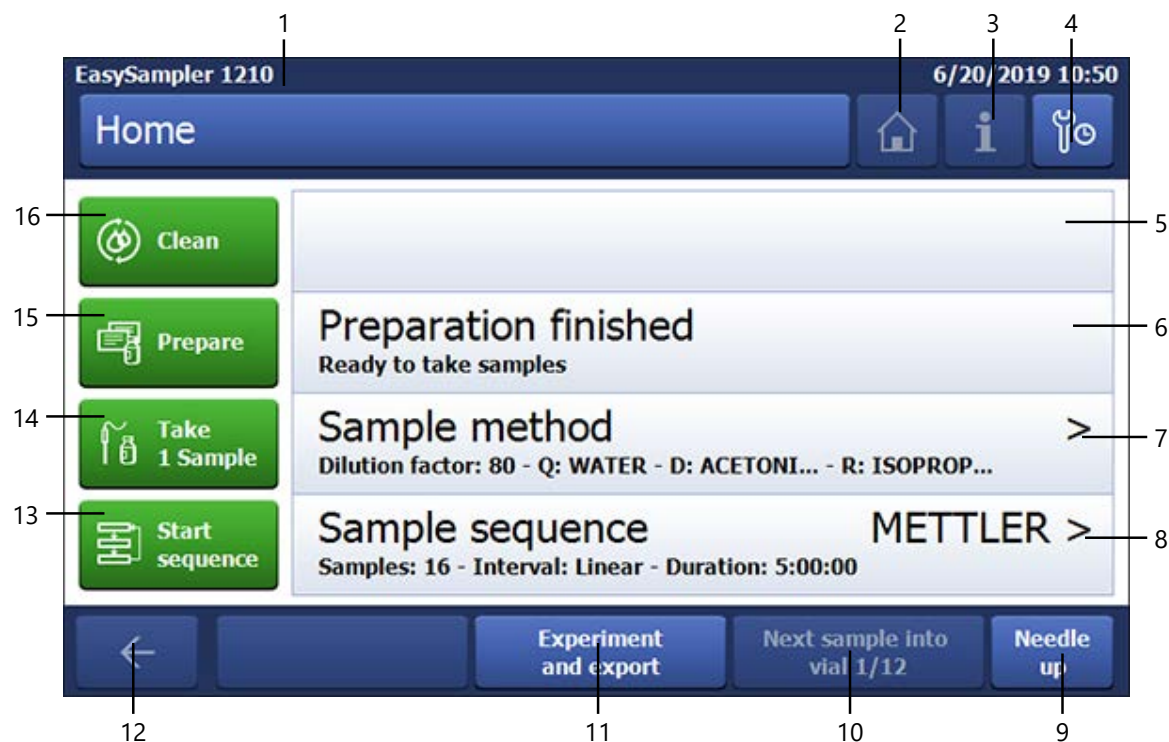 1 2 3 4
EasySampler 1210 6/20/2019 10:50
Home
16 Clean 5
15 Prepare Preparation finished 6
Ready to take samples
14 Take
1 Sample
Sample method > 7
Dilution factor: 80 - Q: WATER - D: ACETONI... - R: ISOPROP...
13 Start
sequence
Sample sequence METTLER > 8
Samples: 16 - Interval: Linear - Duration: 5:00:00
Experiment
and export
Next sample into
vial 1/12
Needle
up
12 11 10 9